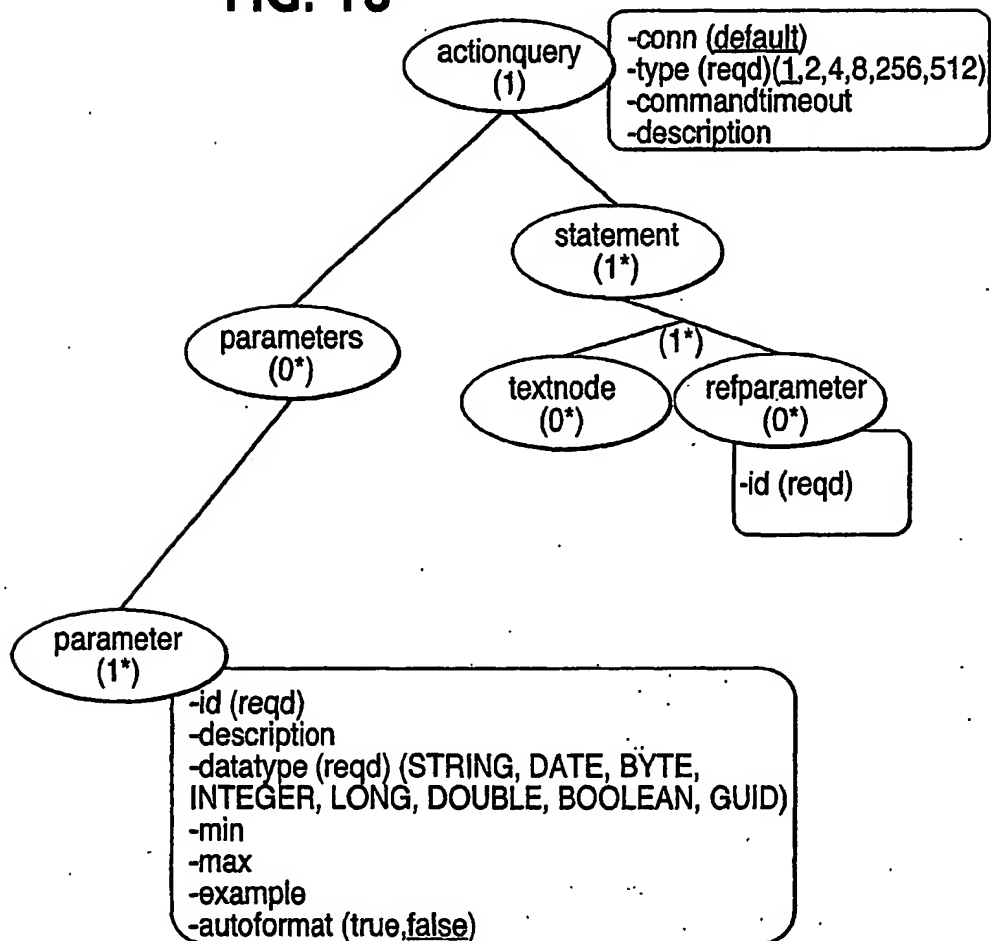 actionquery
(1)
-conn (default)
-type (reqd)(1,2,4,8,256,512)
-commandtimeout
-description
statement
(1*)
parameters
(0*)
(1*)
textnode
(0*)
refparameter
(0*)
-id (reqd)
parameter
(1*)
-id (reqd)
-description
-datatype (reqd) (STRING, DATE, BYTE,
INTEGER, LONG, DOUBLE, BOOLEAN, GUID)
-min
-max
-example
-autoformat (true,false)